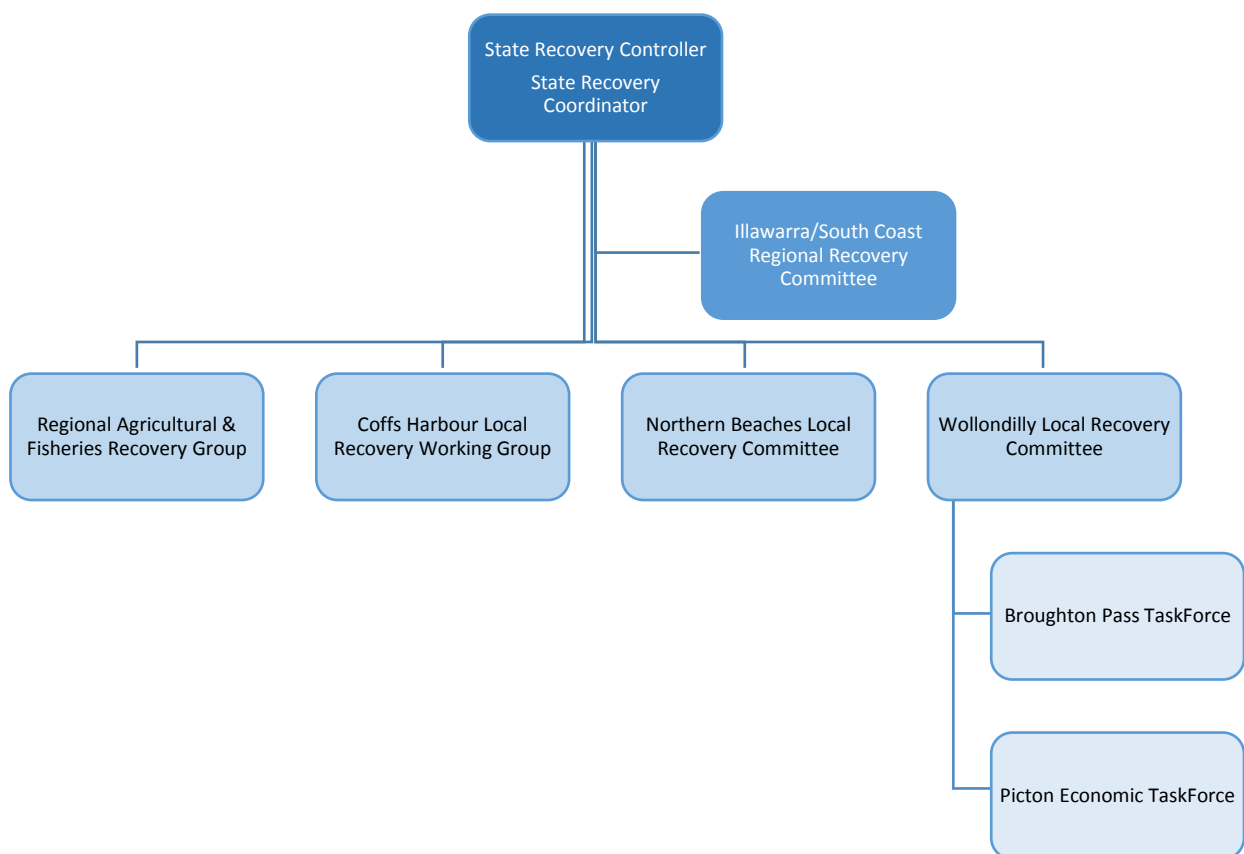 State Recovery Controller
State Recovery
Coordinator
Illawarra/South Coast
Regional Recovery
Committee
Regional Agricultural &
Fisheries Recovery Group
Coffs Harbour Local
Recovery Working Group
Northern Beaches Local
Recovery Committee
Wollondilly Local Recovery
Committee
Broughton Pass TaskForce
Picton Economic TaskForce